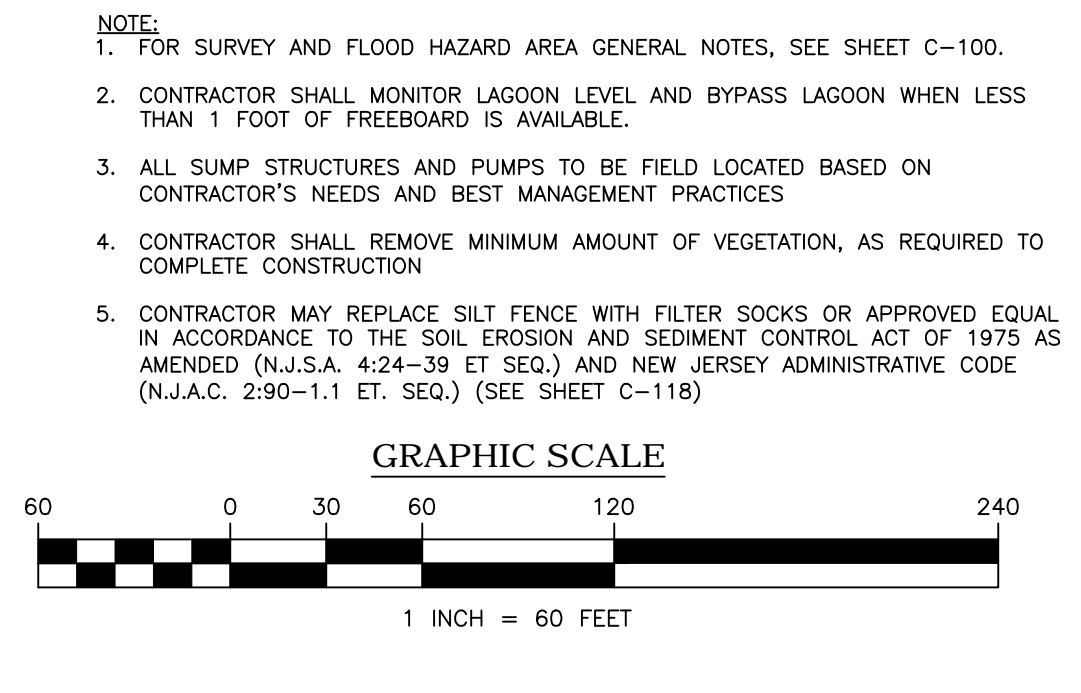 NOTE:
1. FOR SURVEY AND FLOOD HAZARD AREA GENERAL NOTES, SEE SHEET C-100.
2. CONTRACTOR SHALL MONITOR LAGOON LEVEL AND BYPASS LAGOON WHEN LESS
THAN 1 FOOT OF FREEBOARD IS AVAILABLE.
3. ALL SUMP STRUCTURES AND PUMPS TO BE FIELD LOCATED BASED ON
CONTRACTOR'S NEEDS AND BEST MANAGEMENT PRACTICES
4. CONTRACTOR SHALL REMOVE MINIMUM AMOUNT OF VEGETATION, AS REQUIRED TO
COMPLETE CONSTRUCTION
5. CONTRACTOR MAY REPLACE SILT FENCE WITH FILTER SOCKS OR APPROVED EQUAL
IN ACCORDANCE TO THE SOIL EROSION AND SEDIMENT CONTROL ACT OF 1975 AS
AMENDED (N.J.S.A. 4:24-39 ET SEQ.) AND NEW JERSEY ADMINISTRATIVE CODE
(N.J.A.C. 2:90-1.1 ET. SEQ.) (SEE SHEET C-118)
GRAPHIC SCALE
60 0 30 60 120 240
1 INCH = 60 FEET